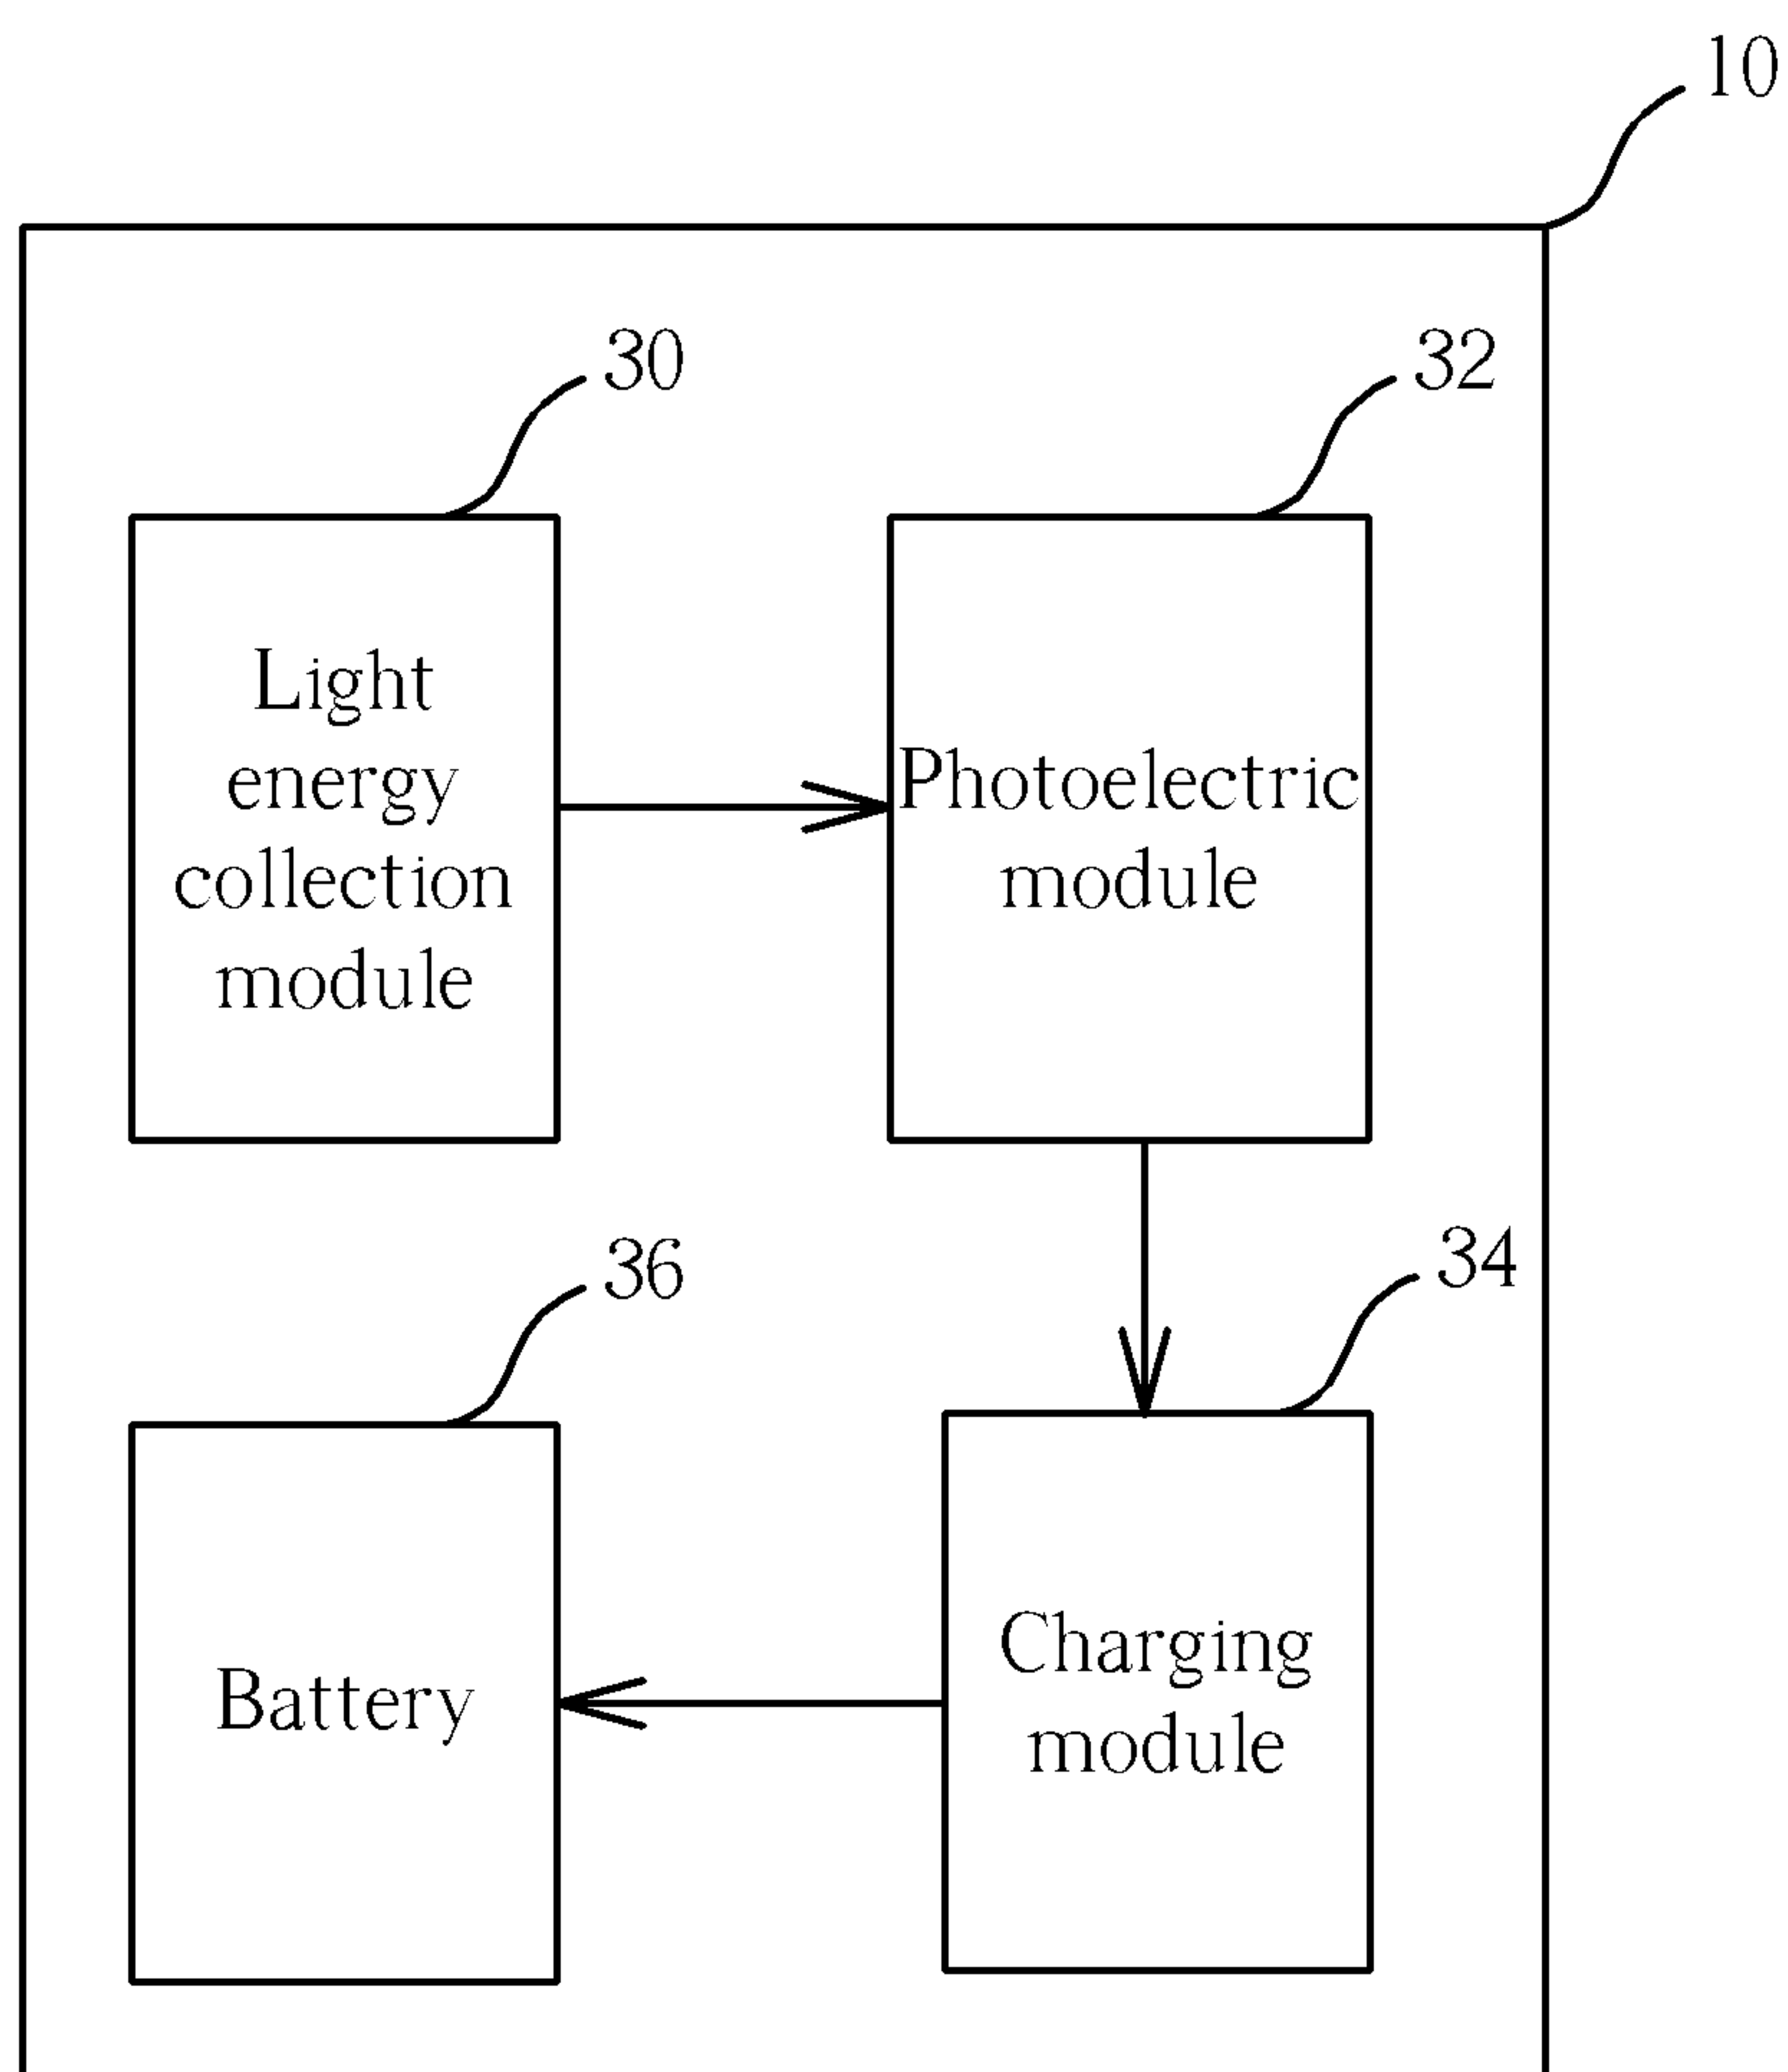 10
30
32
Light
energy
collection
module
Photoelectric
module
36
34
Battery
Charging
module